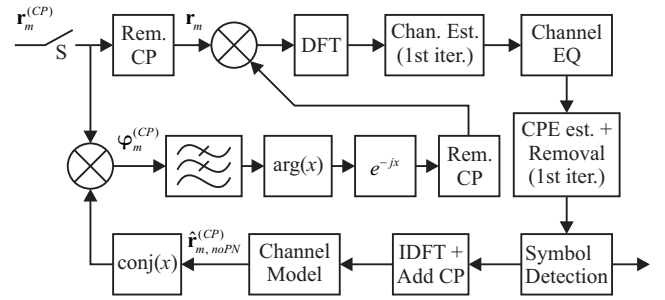 r_m^(CP)
S
Rem.
CP
r_m
DFT
Chan. Est.
(1st iter.)
Channel
EQ
φ_m^(CP)
arg(x)
e^{-jx}
Rem.
CP
CPE est. +
Removal
(1st iter.)
conj(x)
r̂_{m, noPN}^(CP)
Channel
Model
IDFT +
Add CP
Symbol
Detection